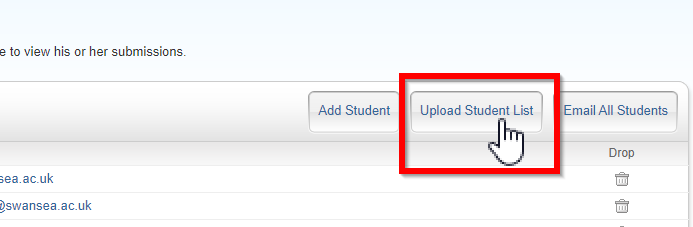 e to view his or her submissions.
Add Student Upload Student List Email All Students
Drop
sea.ac.uk
@swansea.ac.uk